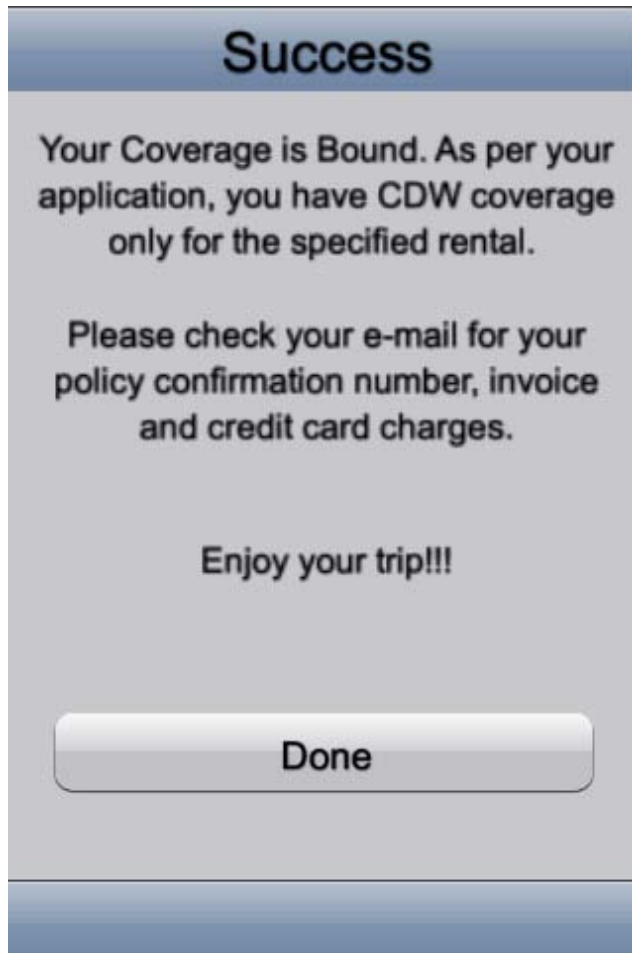 Success
Your Coverage is Bound. As per your
application, you have CDW coverage
only for the specified rental.
Please check your e-mail for your
policy confirmation number, invoice
and credit card charges.
Enjoy your trip!!!
Done